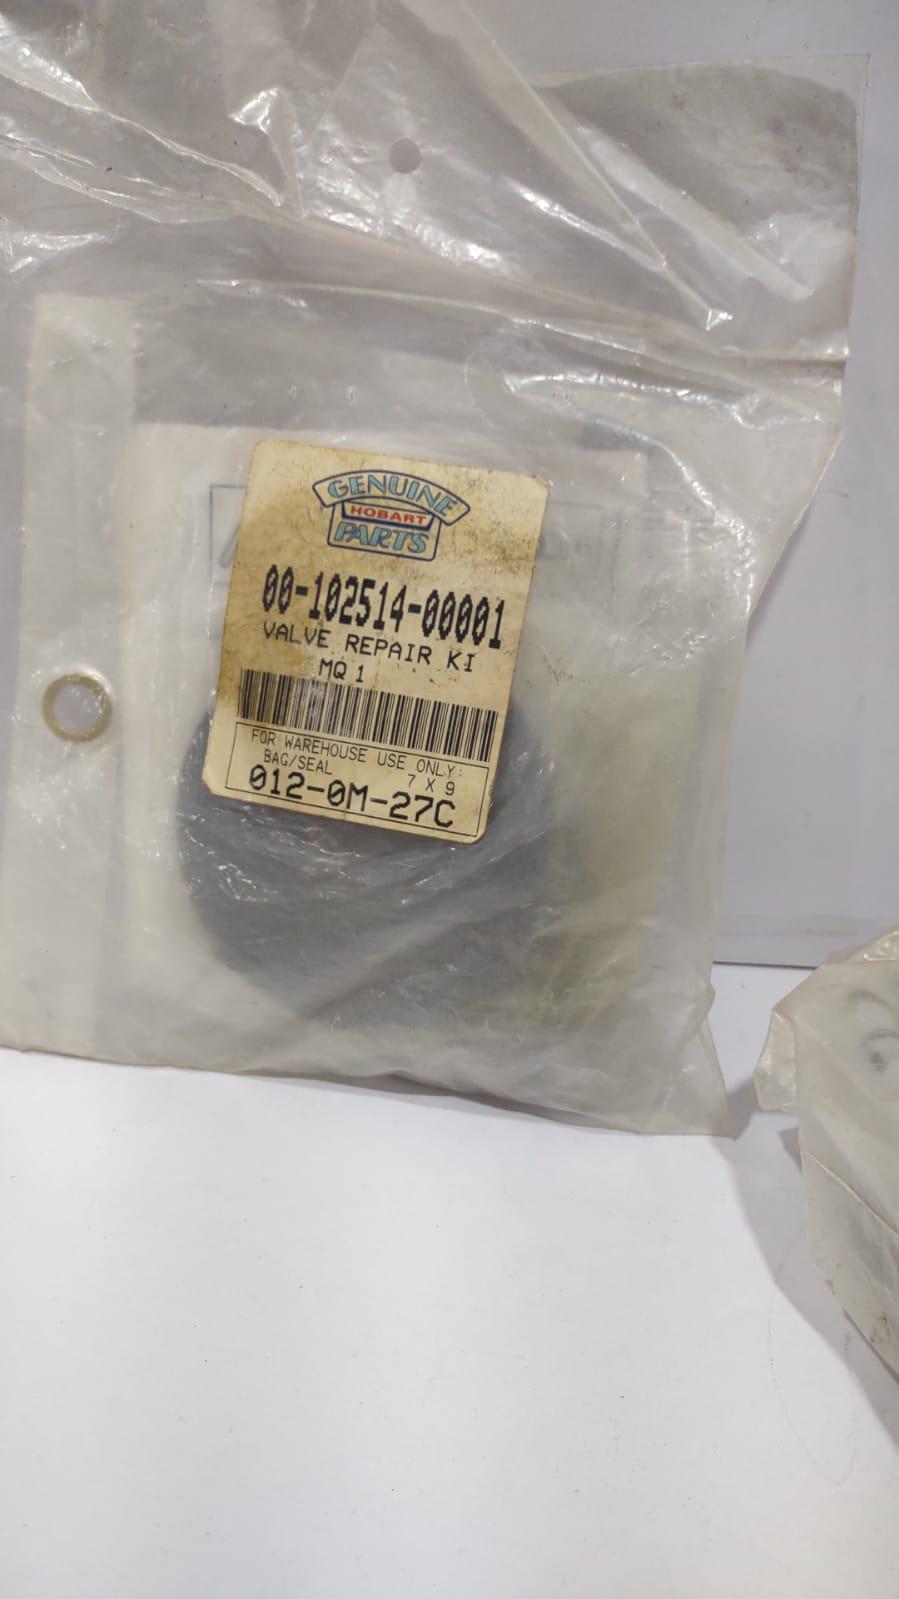 GENUINE
HOBART
PARTS
00-102514-00001
VALVE REPAIR KI
MQ 1
FOR WAREHOUSE USE ONLY:
BAG/SEAL 7 X 9
012-0M-27C